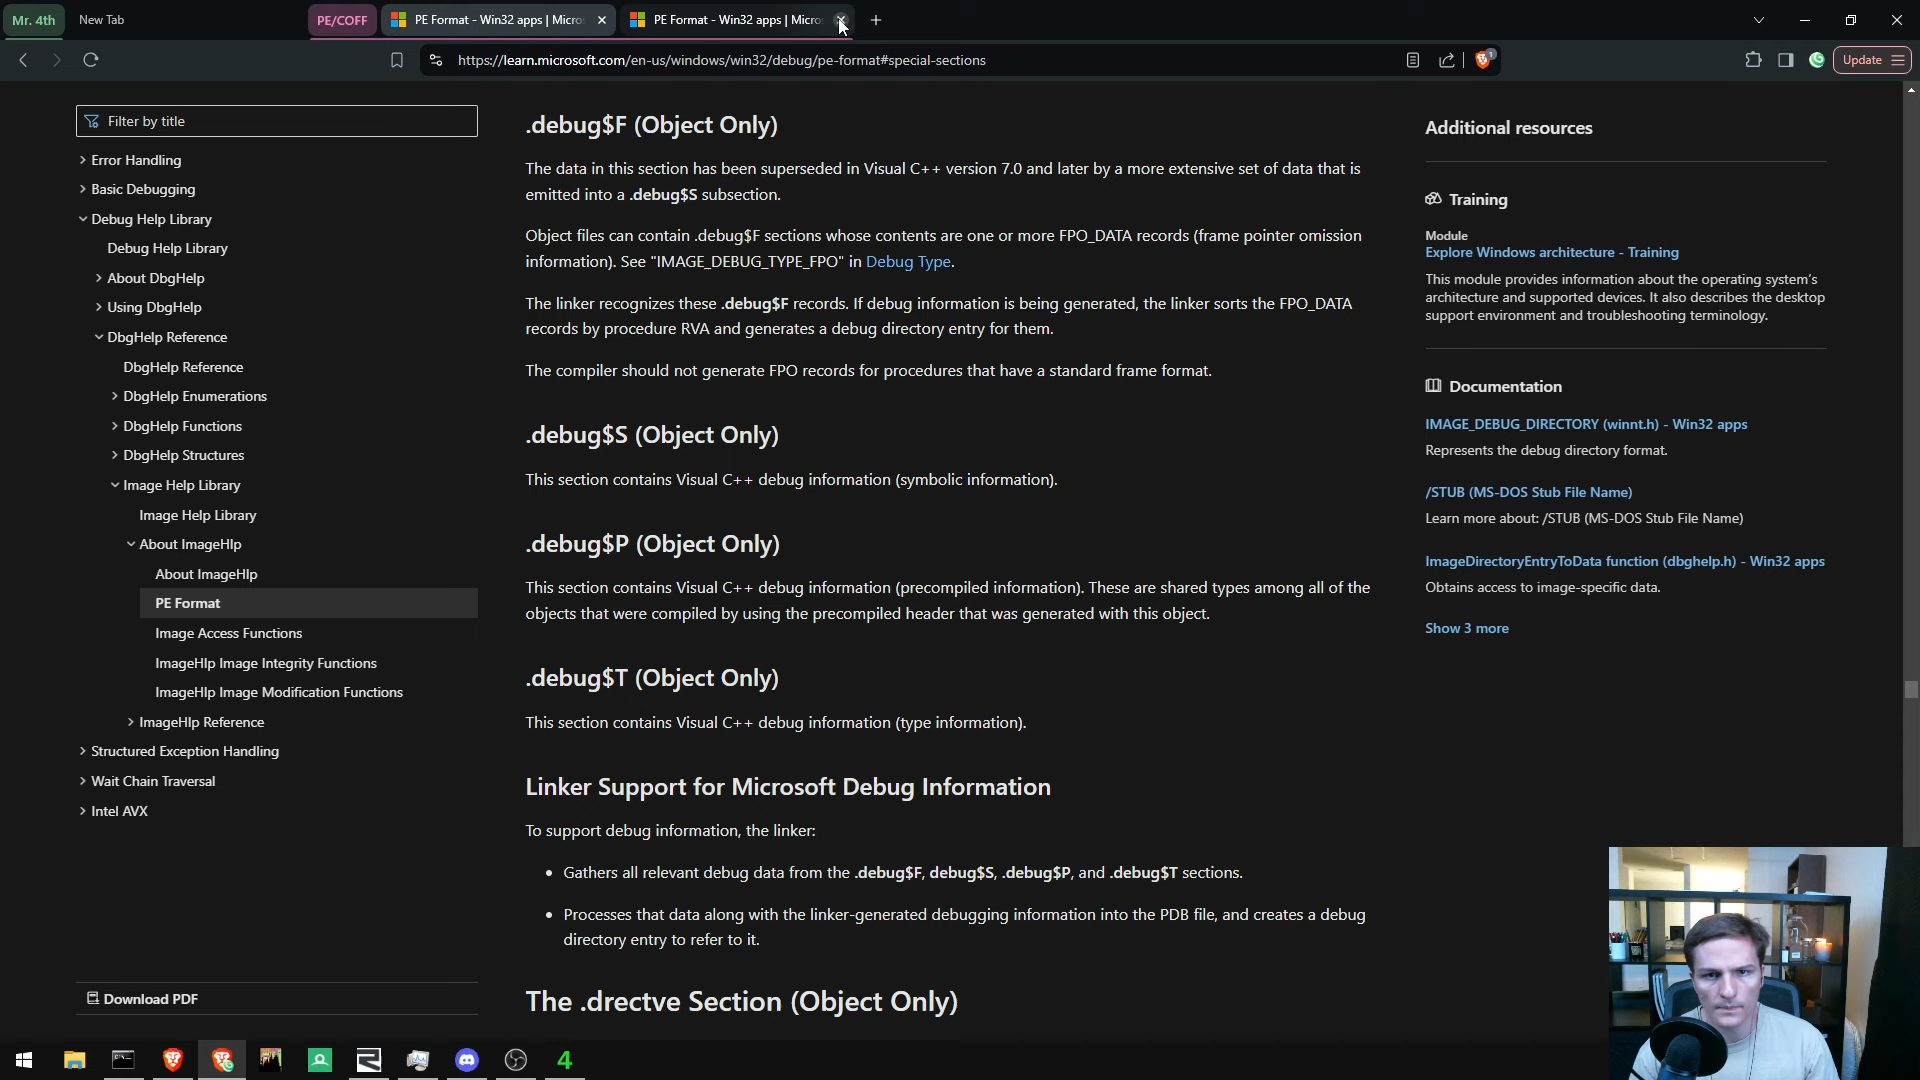 Mr. 4th
New Tab
PE/COFF
PE Format - Win32 apps | Micros
PE Format - Win32 apps | Micros
https://learn.microsoft.com/en-us/windows/win32/debug/pe-format#special-sections
1
Update
Filter by title
Error Handling
Basic Debugging
Debug Help Library
Debug Help Library
About DbgHelp
Using DbgHelp
DbgHelp Reference
DbgHelp Reference
DbgHelp Enumerations
DbgHelp Functions
DbgHelp Structures
Image Help Library
Image Help Library
About ImageHlp
About ImageHlp
PE Format
Image Access Functions
ImageHlp Image Integrity Functions
ImageHlp Image Modification Functions
ImageHlp Reference
Structured Exception Handling
Wait Chain Traversal
Intel AVX
Download PDF
.debug$F (Object Only)
The data in this section has been superseded in Visual C++ version 7.0 and later by a more extensive set of data that is
emitted into a .debug$S subsection.
Object files can contain .debug$F sections whose contents are one or more FPO_DATA records (frame pointer omission
information). See "IMAGE_DEBUG_TYPE_FPO" in Debug Type.
The linker recognizes these .debug$F records. If debug information is being generated, the linker sorts the FPO_DATA
records by procedure RVA and generates a debug directory entry for them.
The compiler should not generate FPO records for procedures that have a standard frame format.
.debug$S (Object Only)
This section contains Visual C++ debug information (symbolic information).
.debug$P (Object Only)
This section contains Visual C++ debug information (precompiled information). These are shared types among all of the
objects that were compiled by using the precompiled header that was generated with this object.
.debug$T (Object Only)
This section contains Visual C++ debug information (type information).
Linker Support for Microsoft Debug Information
To support debug information, the linker:
• Gathers all relevant debug data from the .debug$F, debug$S, .debug$P, and .debug$T sections.
• Processes that data along with the linker-generated debugging information into the PDB file, and creates a debug
directory entry to refer to it.
The .drectve Section (Object Only)
Additional resources
Training
Module
Explore Windows architecture - Training
This module provides information about the operating system's
architecture and supported devices. It also describes the desktop
support environment and troubleshooting terminology.
Documentation
IMAGE_DEBUG_DIRECTORY (winnt.h) - Win32 apps
Represents the debug directory format.
/STUB (MS-DOS Stub File Name)
Learn more about: /STUB (MS-DOS Stub File Name)
ImageDirectoryEntryToData function (dbghelp.h) - Win32 apps
Obtains access to image-specific data.
Show 3 more
4